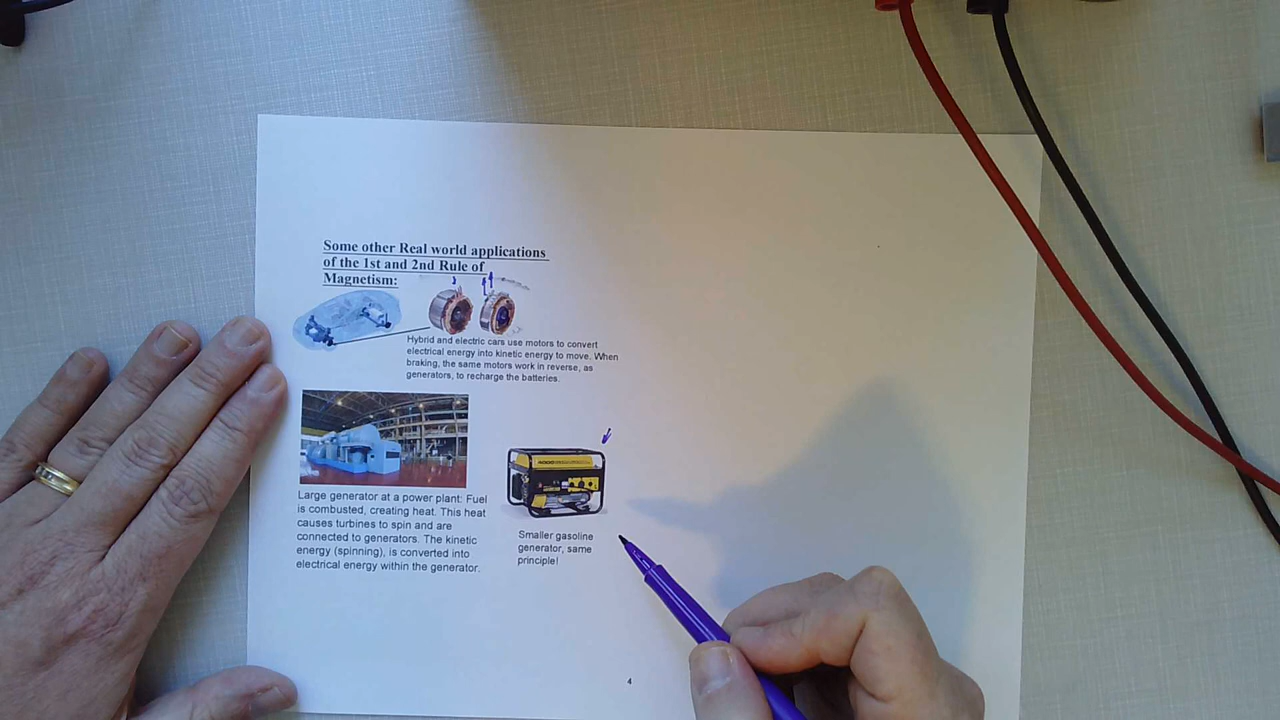 Some other Real world applications
of the 1st and 2nd Rule of
Magnetism:
Hybrid and electric cars use motors to convert
electrical energy into kinetic energy to move. When
braking, the same motors work in reverse, as
generators, to recharge the batteries.
Large generator at a power plant: Fuel
is combusted, creating heat. This heat
causes turbines to spin and are
connected to generators. The kinetic
energy (spinning), is converted into
electrical energy within the generator.
Smaller gasoline
generator, same
principle!
4